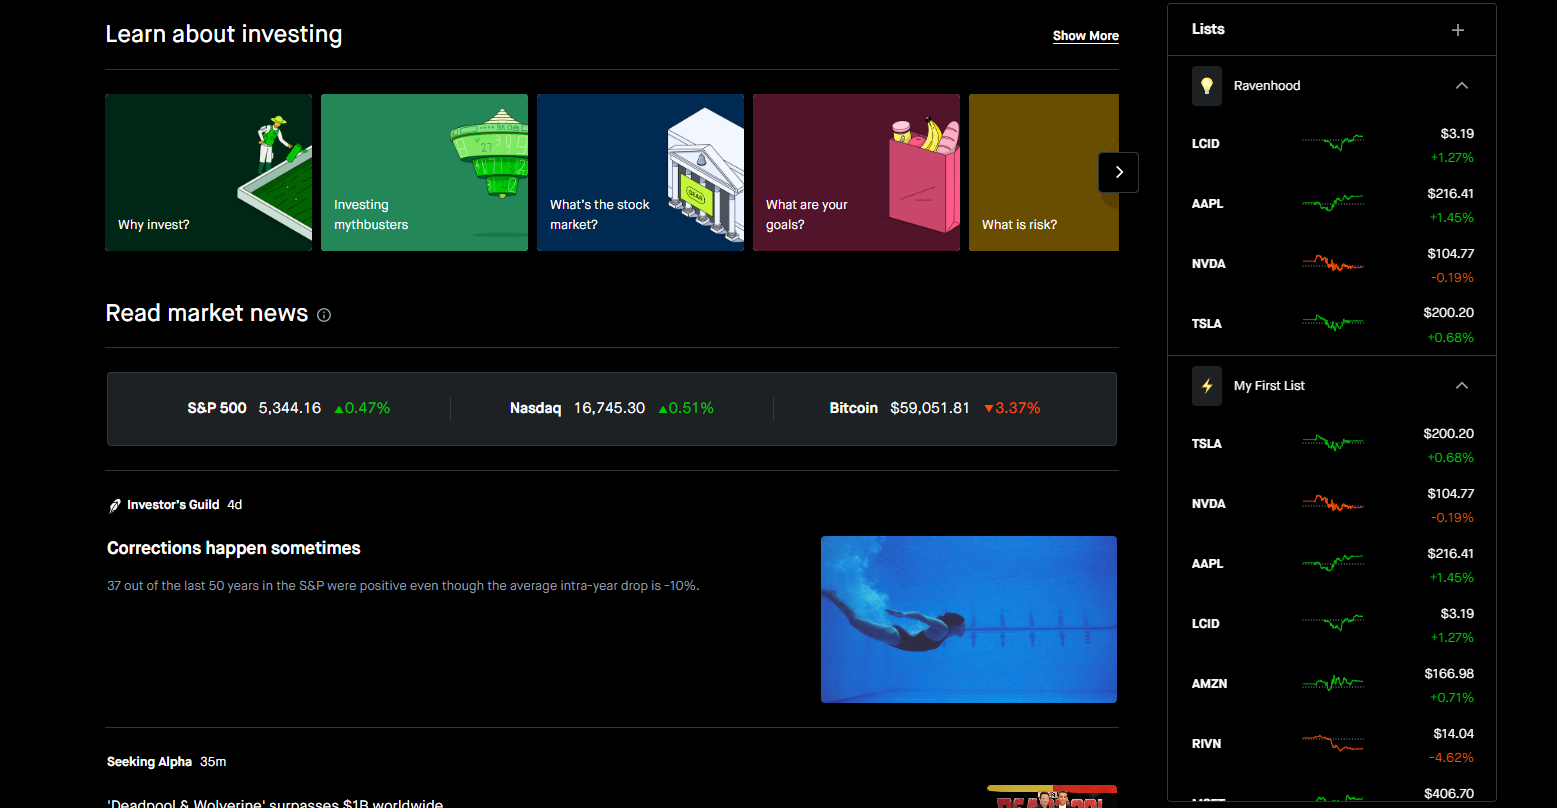 Learn about investing
Show More
Why invest?
Investing
mythbusters
What's the stock
market?
What are your
goals?
What is risk?
Read market news
S&P 500 5,344.16 ▲0.47%
Nasdaq 16,745.30 ▲0.51%
Bitcoin $59,051.81 ▼3.37%
Investor's Guild 4d
Corrections happen sometimes
37 out of the last 50 years in the S&P were positive even though the average intra-year drop is -10%.
Seeking Alpha 35m
'Deadpool & Wolverine' surpasses $1B worldwide
Lists
Ravenhood
LCID
$3.19
+1.27%
AAPL
$216.41
+1.45%
NVDA
$104.77
-0.19%
TSLA
$200.20
+0.68%
My First List
TSLA
$200.20
+0.68%
NVDA
$104.77
-0.19%
AAPL
$216.41
+1.45%
LCID
$3.19
+1.27%
AMZN
$166.98
+0.71%
RIVN
$14.04
-4.62%
$406.70